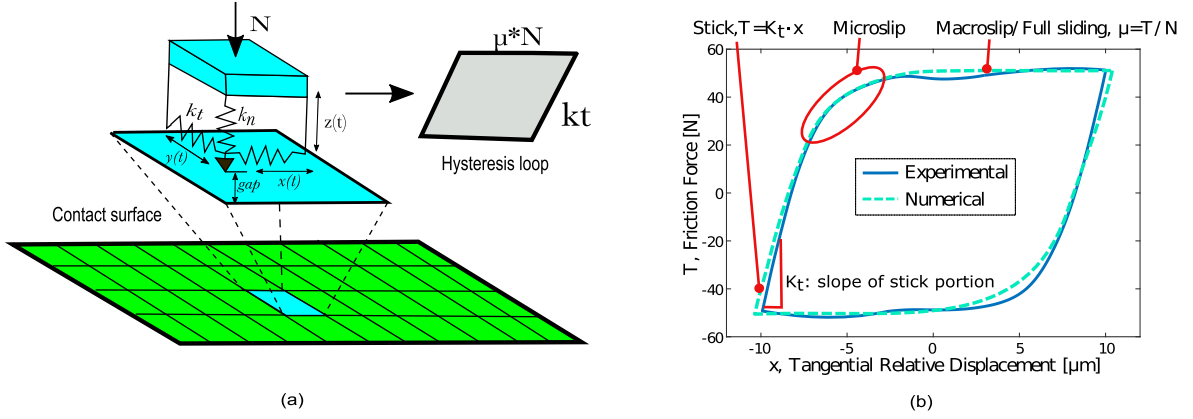 N
k_t
k_n
z(t)
y(t)
x(t)
gap
Contact surface
μ*N
kt
Hysteresis loop
(a)
Stick,T=K_t·x
Microslip
Macroslip/ Full sliding, μ=T/N
T, Friction Force [N]
60
40
20
0
-20
-40
-60
Experimental
Numerical
K_t: slope of stick portion
-10
-5
0
5
10
x, Tangential Relative Displacement [μm]
(b)